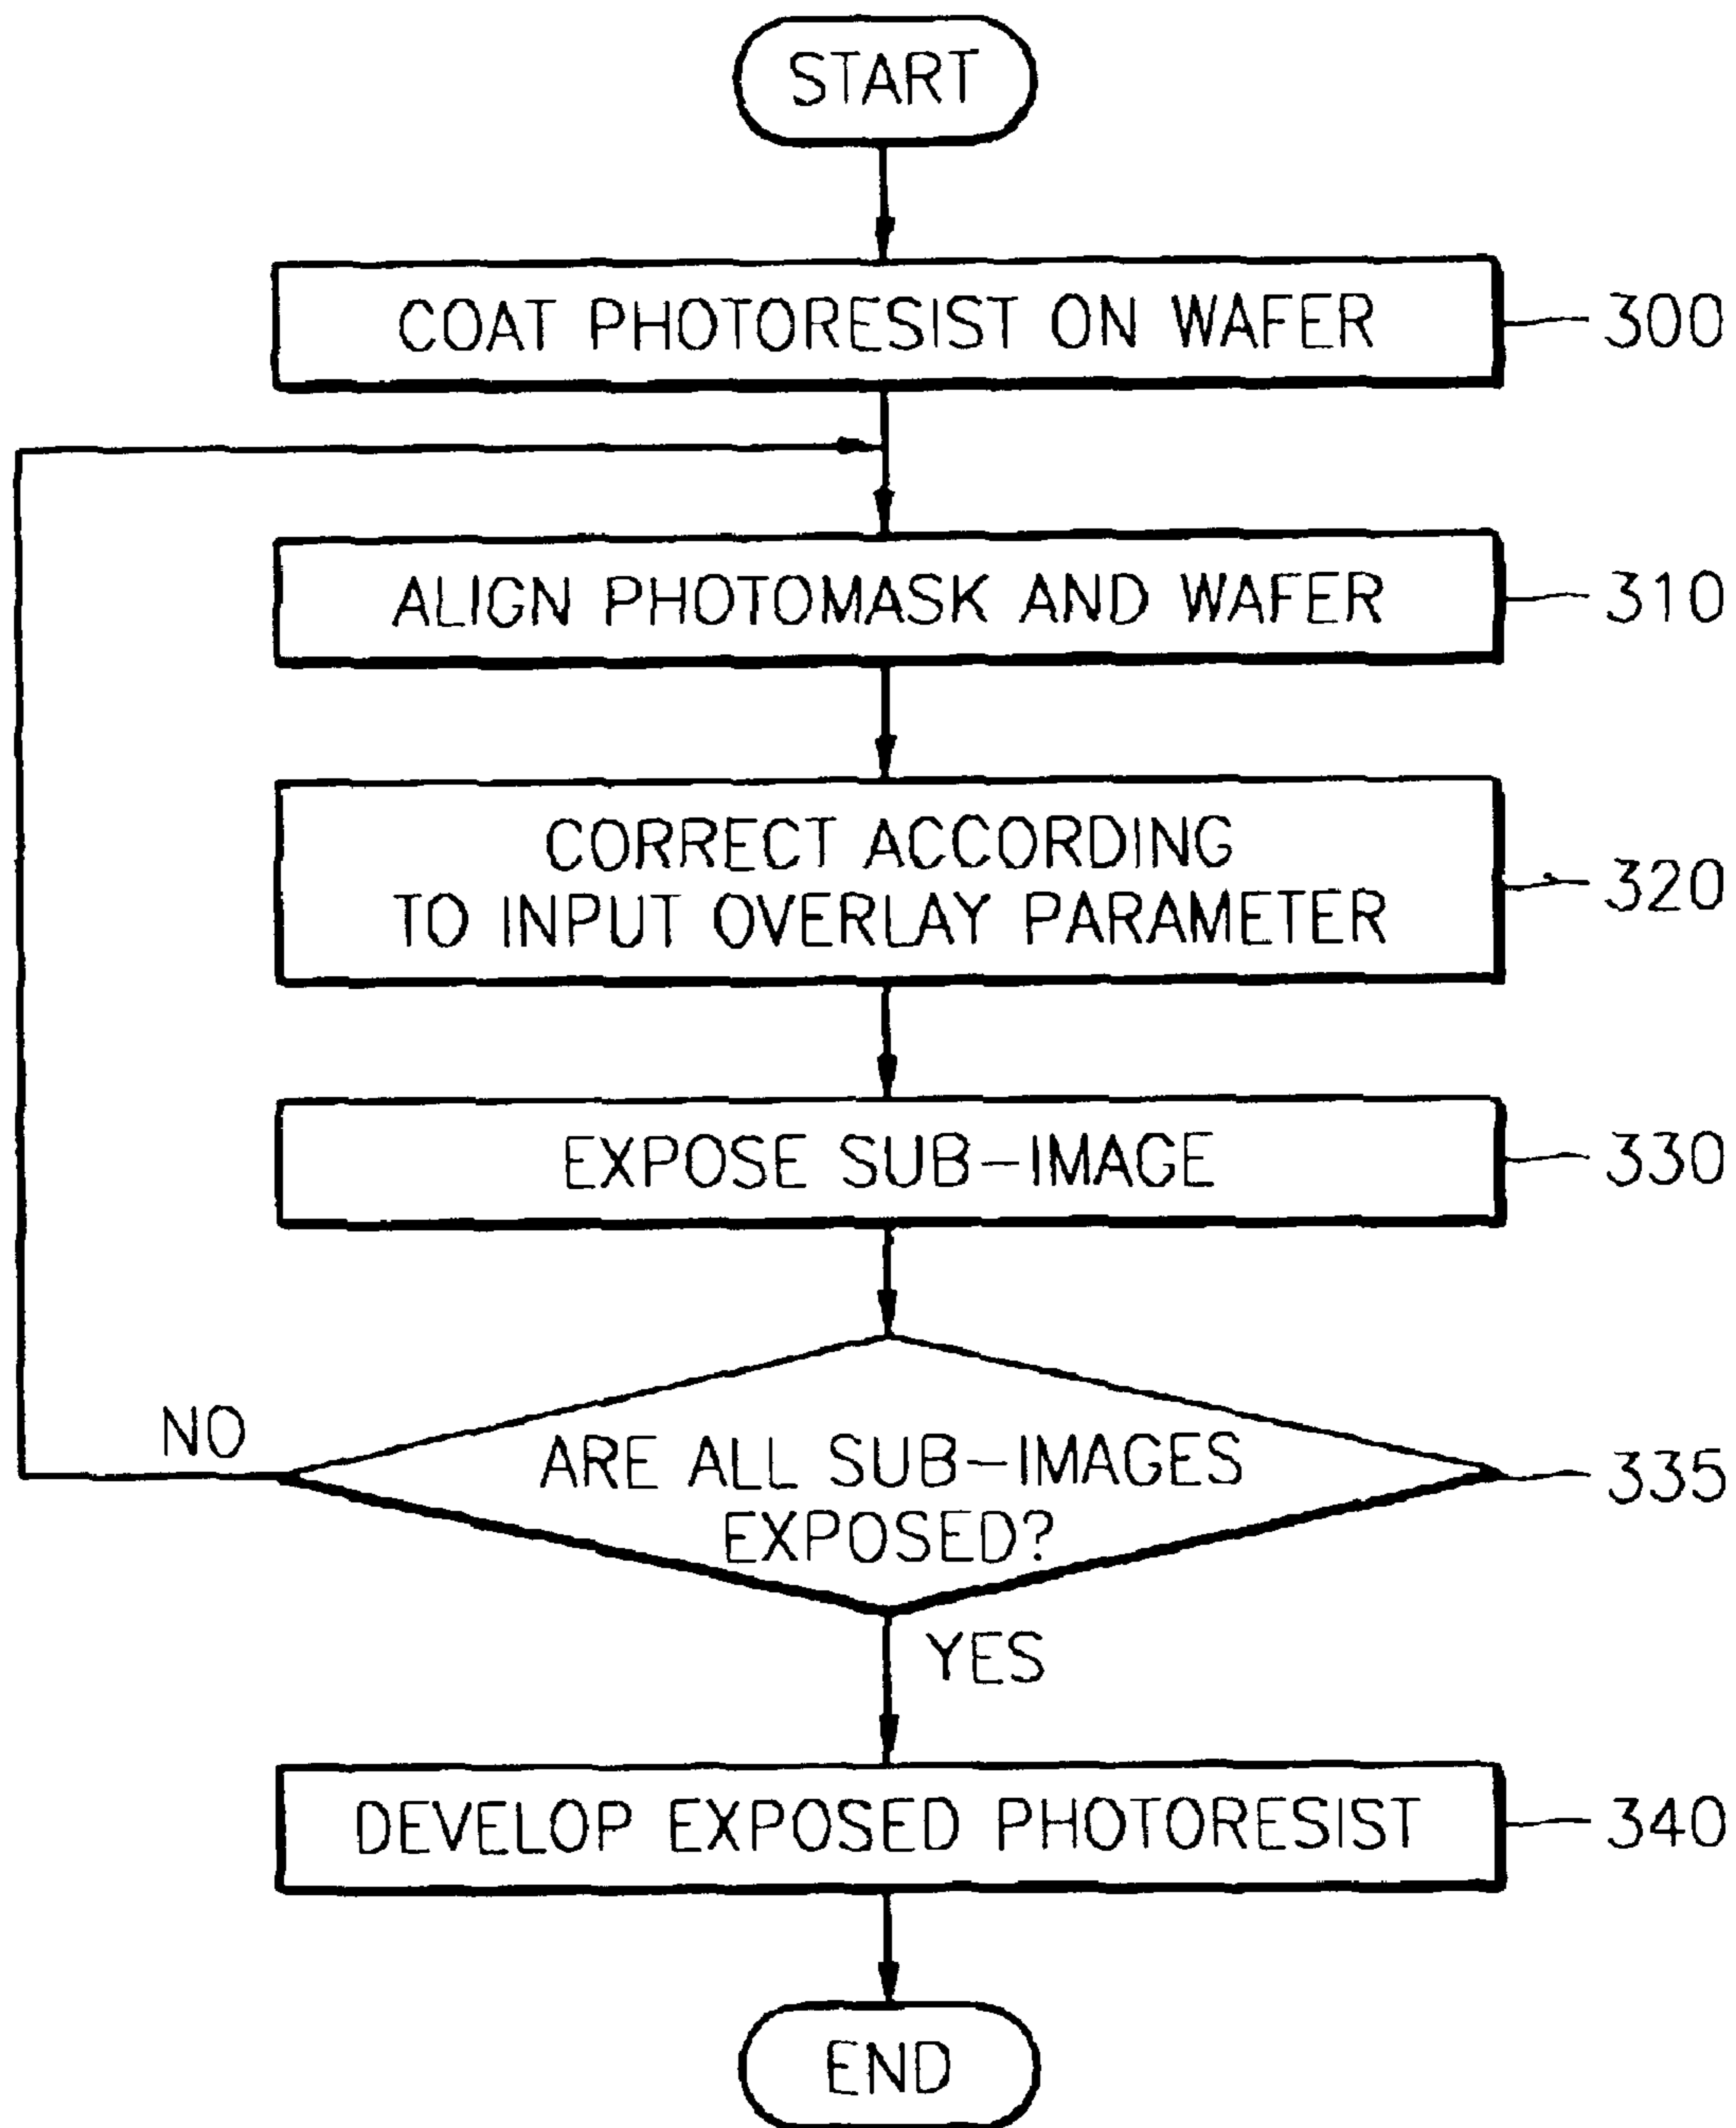 START
COAT PHOTORESIST ON WAFER
300
ALIGN PHOTOMASK AND WAFER
310
CORRECT ACCORDING
TO INPUT OVERLAY PARAMETER
320
EXPOSE SUB-IMAGE
330
NO
ARE ALL SUB-IMAGES
EXPOSED?
335
YES
DEVELOP EXPOSED PHOTORESIST
340
END